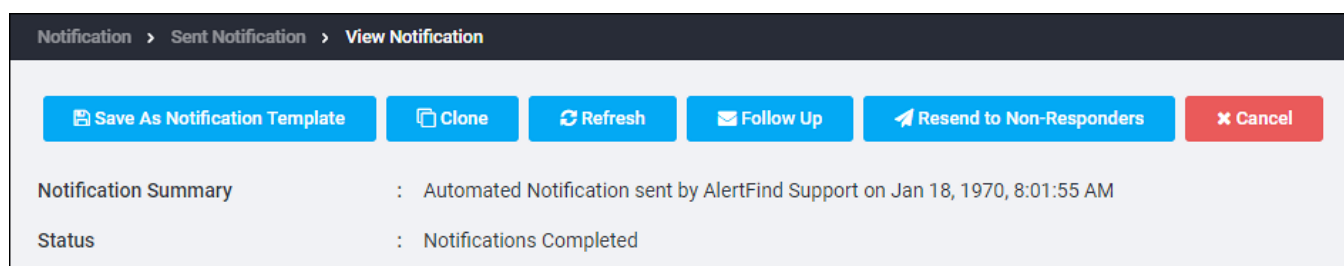 Notification > Sent Notification > View Notification
Save As Notification Template Clone Refresh Follow Up Resend to Non-Responders Cancel
Notification Summary : Automated Notification sent by AlertFind Support on Jan 18, 1970, 8:01:55 AM
Status : Notifications Completed